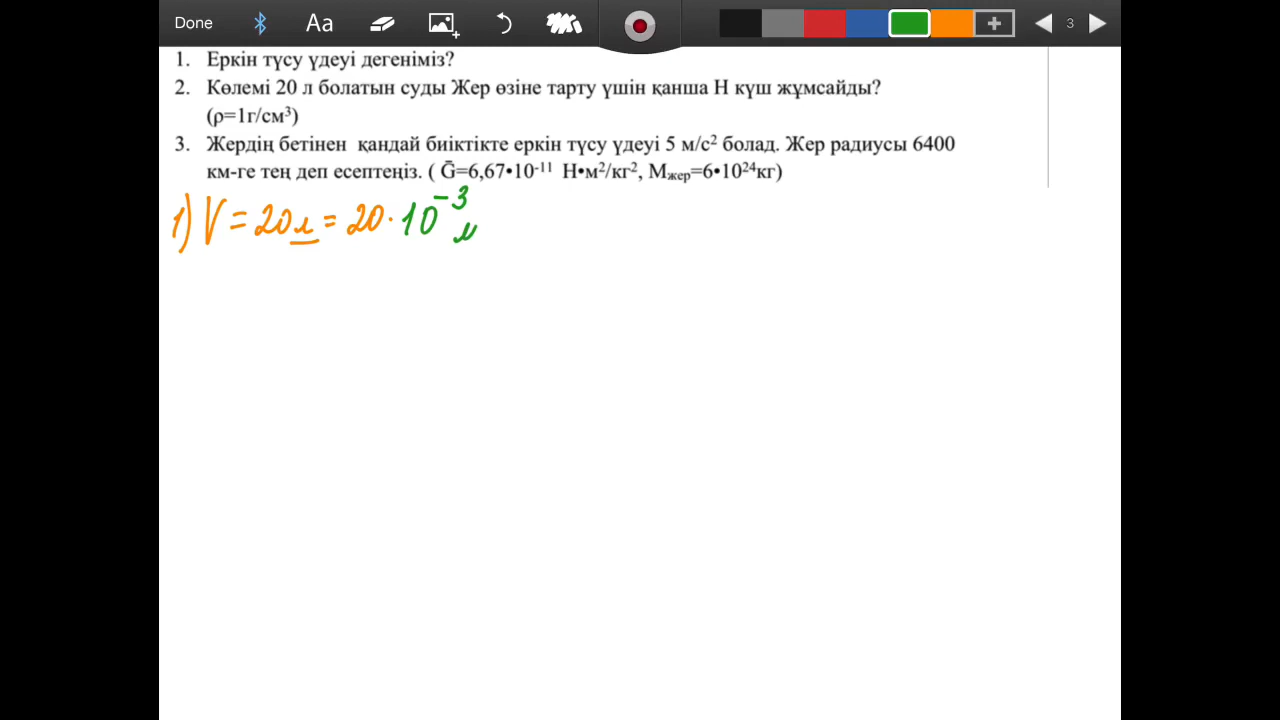 Done Aa 3
1. Еркін түсу үдеуі дегеніміз?
2. Көлемі 20 л болатын суды Жер өзіне тарту үшін қанша Н күш жұмсайды?
(ρ=1г/см³)
3. Жердің бетінен қандай биіктікте еркін түсу үдеуі 5 м/с² болад. Жер радиусы 6400
км-ге тең деп есептеңіз. ( Ḡ=6,67•10⁻¹¹ Н•м²/кг², Мжер=6•10²⁴кг)
1) V = 20л = 20 · 10⁻³ м